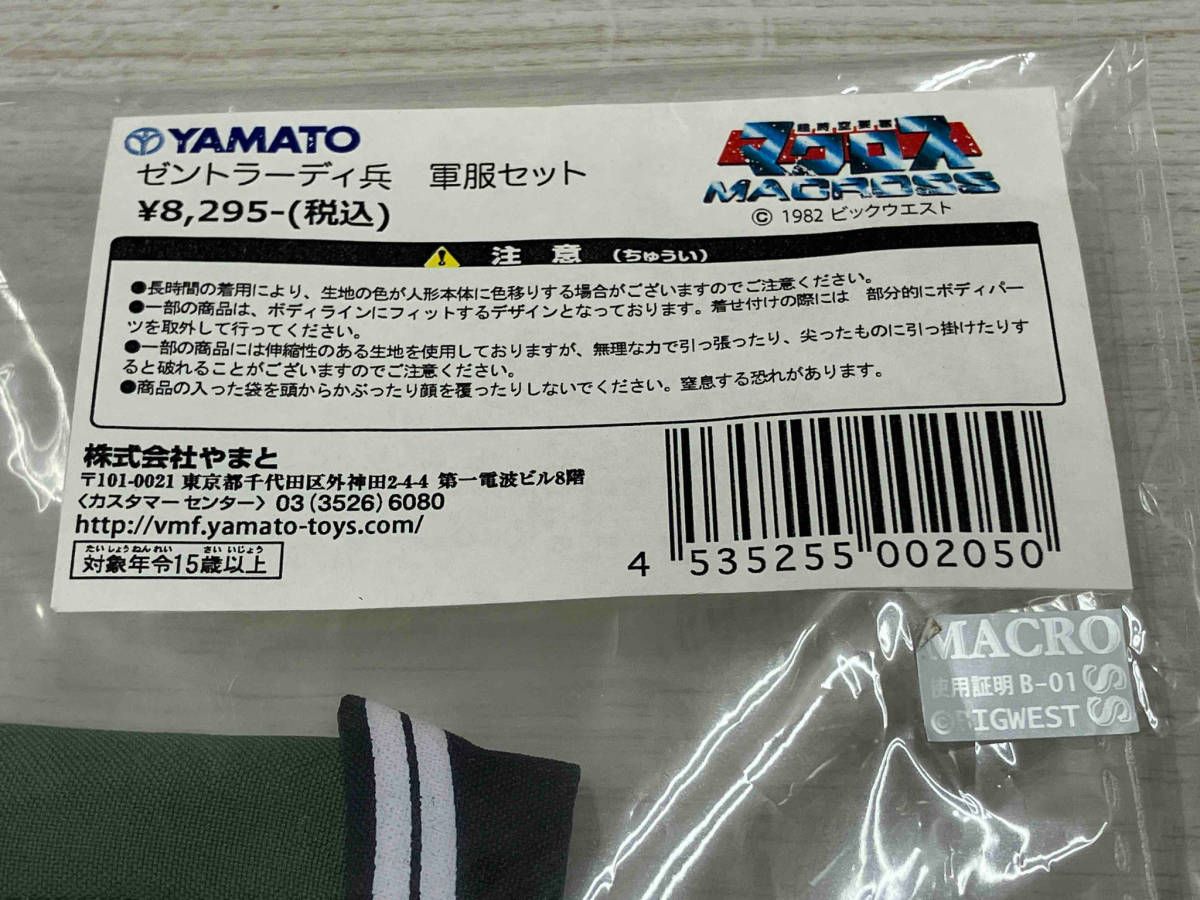 YAMATO
ゼントラーディ兵　軍服セット
¥8,295-(税込)
超時空要塞
マクロス
MACROSS
© 1982 ビックウエスト
注 意 (ちゅうい)
●長時間の着用により、生地の色が人形本体に色移りする場合がございますのでご注意ください。
●一部の商品は、ボディラインにフィットするデザインとなっております。着せ付けの際には 部分的にボディパー
ツを取外して行ってください。
●一部の商品には伸縮性のある生地を使用しておりますが、無理な力で引っ張ったり、尖ったものに引っ掛けたりす
ると破れることがございますのでご注意ください。
●商品の入った袋を頭からかぶったり顔を覆ったりしないでください。窒息する恐れがあります。
株式会社やまと
〒101-0021 東京都千代田区外神田2-4-4 第一電波ビル8階
〈カスタマーセンター〉 03(3526)6080
http://vmf.yamato-toys.com/
たいしょうねんれい さい いじょう
対象年令15歳以上
4 535255 002050
MACROSS
使用証明 B-01
©BIGWEST